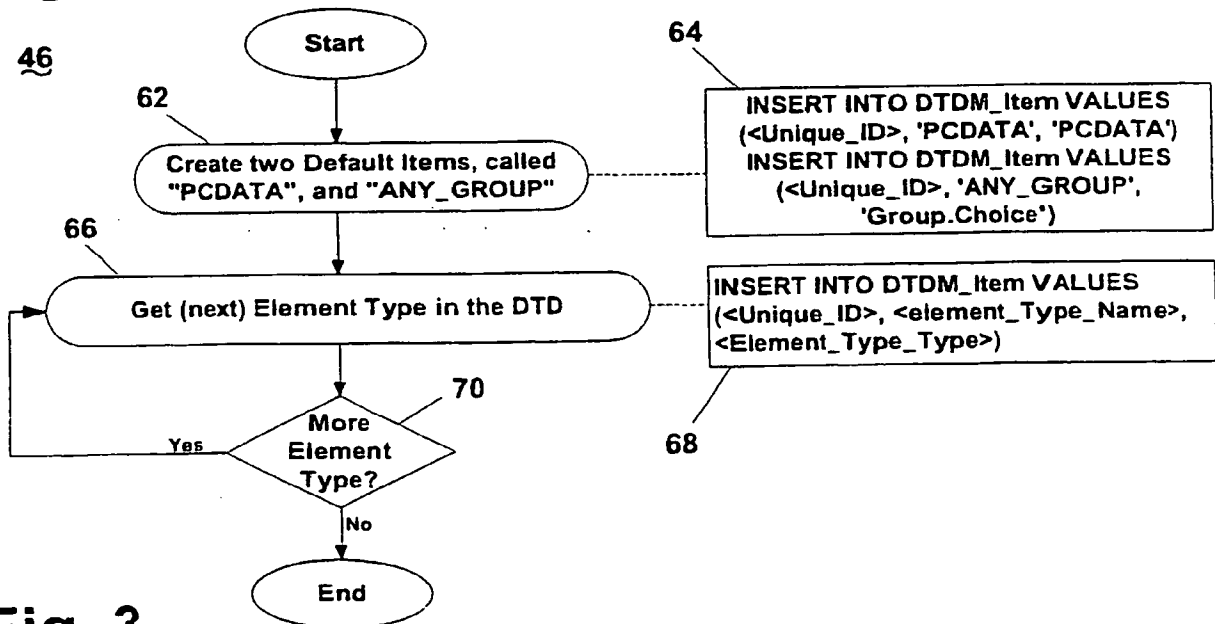 46
Start
62
Create two Default Items, called
"PCDATA", and "ANY_GROUP"
64
INSERT INTO DTDM_Item VALUES
(<Unique_ID>, 'PCDATA', 'PCDATA')
INSERT INTO DTDM_Item VALUES
(<Unique_ID>, 'ANY_GROUP',
'Group.Choice')
66
Get (next) Element Type in the DTD
INSERT INTO DTDM_Item VALUES
(<Unique_ID>, <element_Type_Name>,
<Element_Type_Type>)
68
70
More
Element
Type?
Yes
No
End